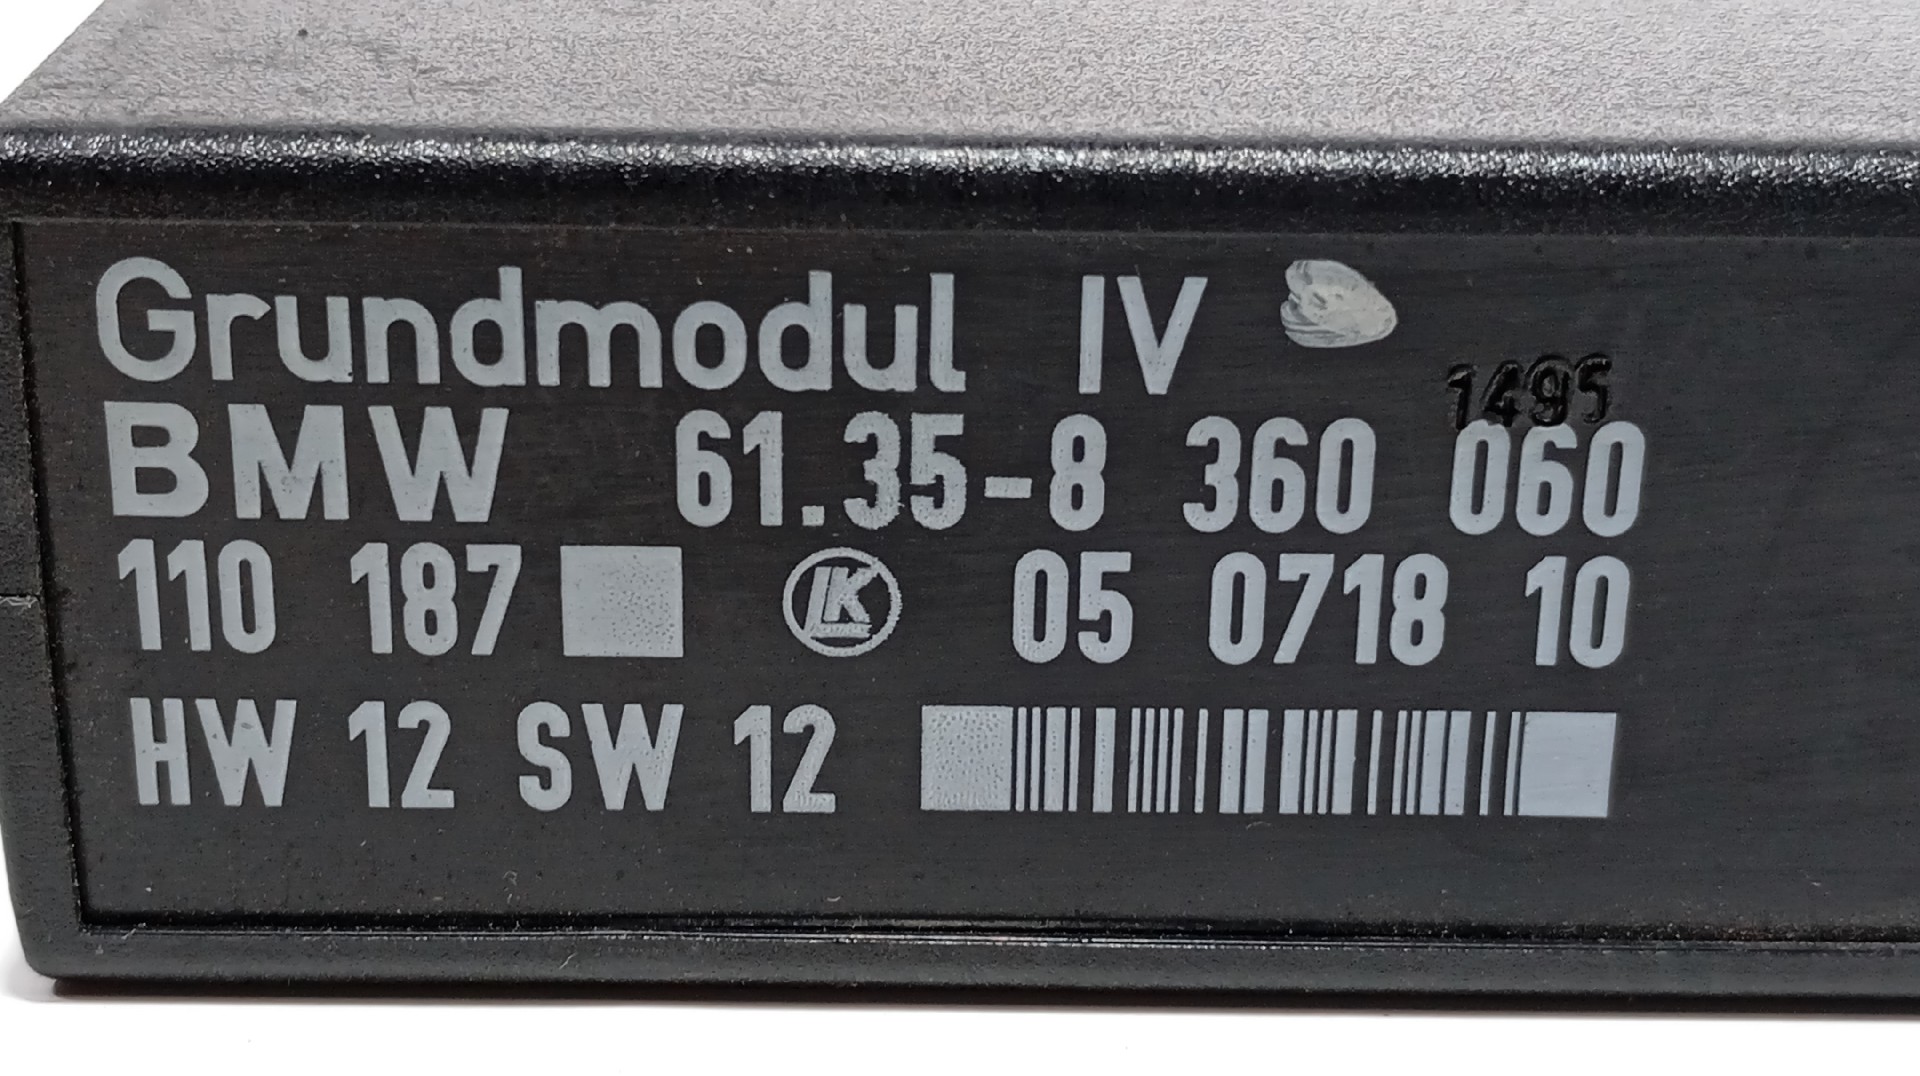 Grundmodul IV
1495
BMW 61.35-8 360 060
110 187 LK 05 0718 10
HW 12 SW 12